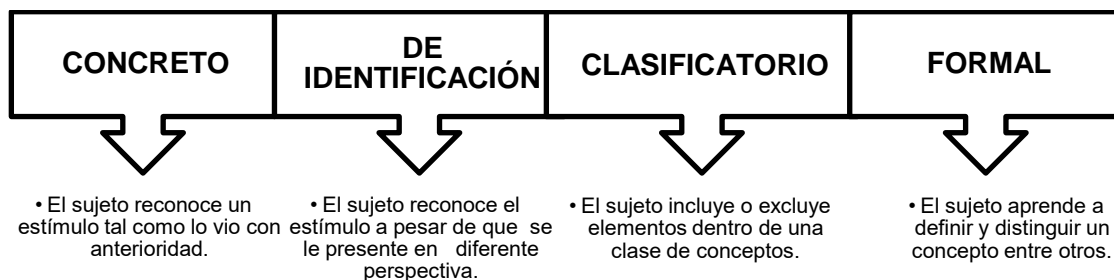 CONCRETO
DE
IDENTIFICACIÓN
CLASIFICATORIO
FORMAL
• El sujeto reconoce un
estímulo tal como lo vio con
anterioridad.
• El sujeto reconoce el
estímulo a pesar de que se
le presente en diferente
perspectiva.
• El sujeto incluye o excluye
elementos dentro de una
clase de conceptos.
• El sujeto aprende a
definir y distinguir un
concepto entre otros.